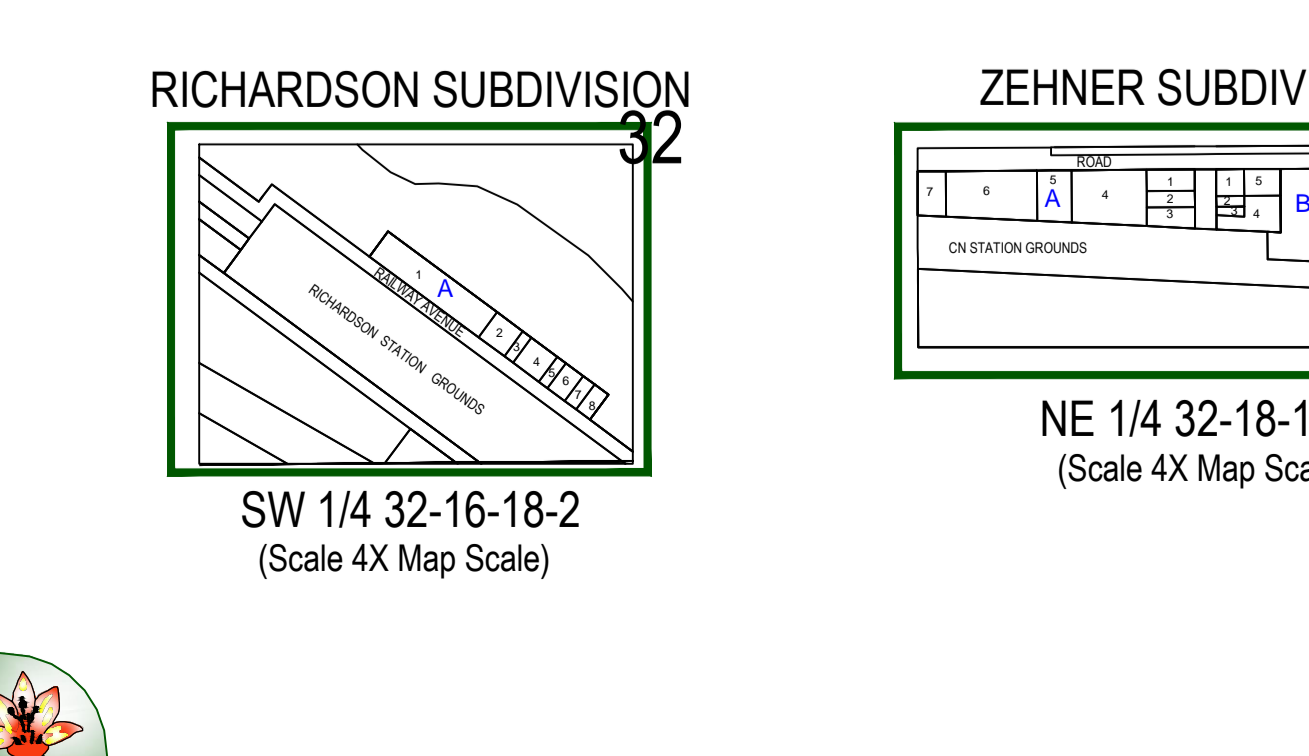 RICHARDSON SUBDIVISION
32
1
A
RAILWAY AVENUE
RICHARDSON STATION GROUNDS
2
3
4
5
6
7
8
SW 1/4 32-16-18-2
(Scale 4X Map Scale)
ZEHNER SUBDIV
ROAD
7
6
5
A
4
1
2
3
1
2
3
5
4
B
CN STATION GROUNDS
NE 1/4 32-18-1
(Scale 4X Map Sca